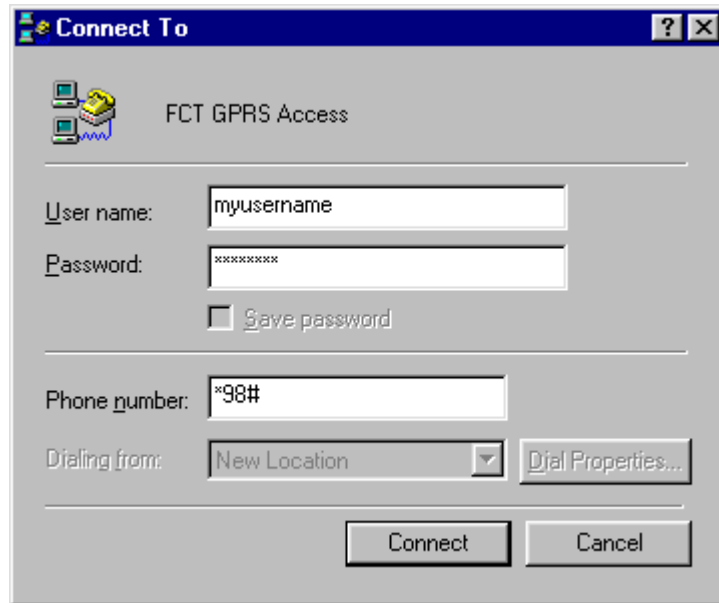 Connect To
FCT GPRS Access
User name: myusername
Password: ********
Save password
Phone number: *98#
Dialing from: New Location Dial Properties...
Connect Cancel